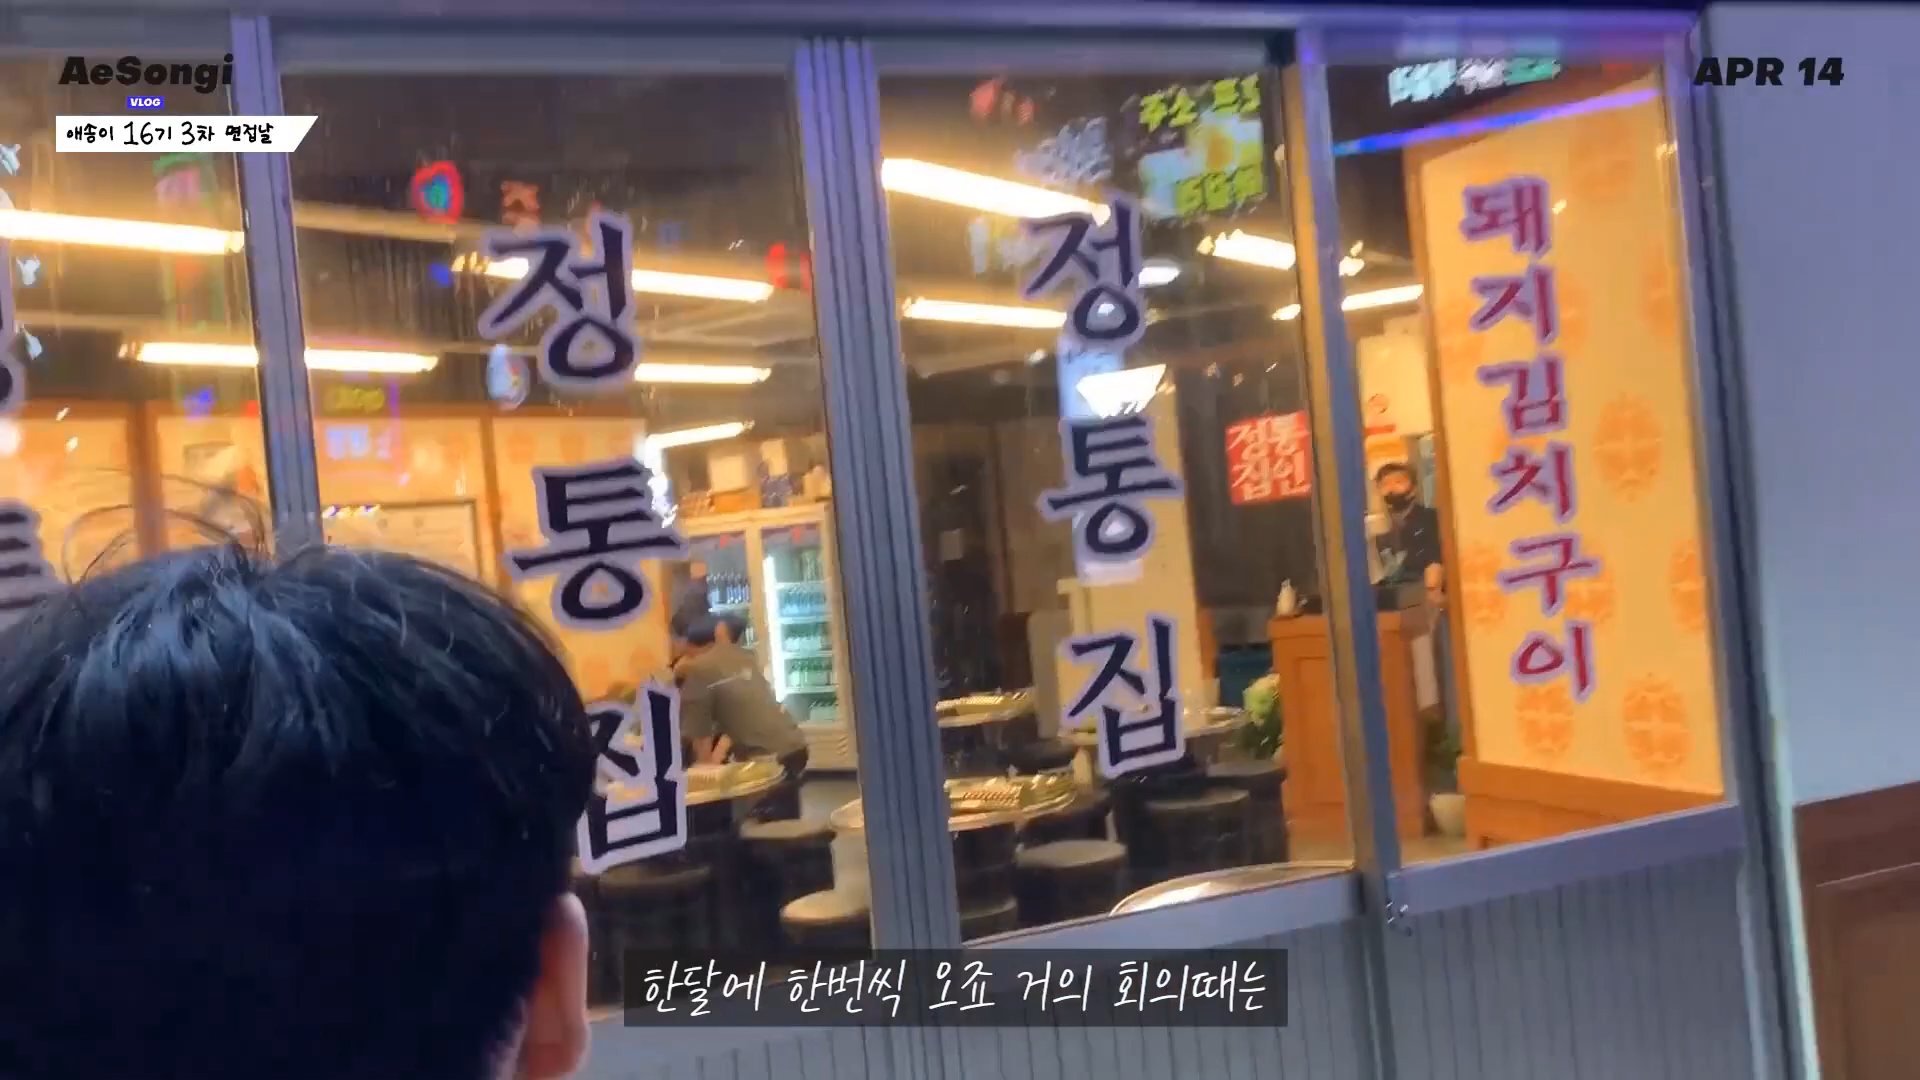 AeSongi
VLOG
애송이 16기 3차 면접날
APR 14
정통집
정통집
정통
집인
돼지김치구이
한달에 한번씩 오죠 거의 회의때는